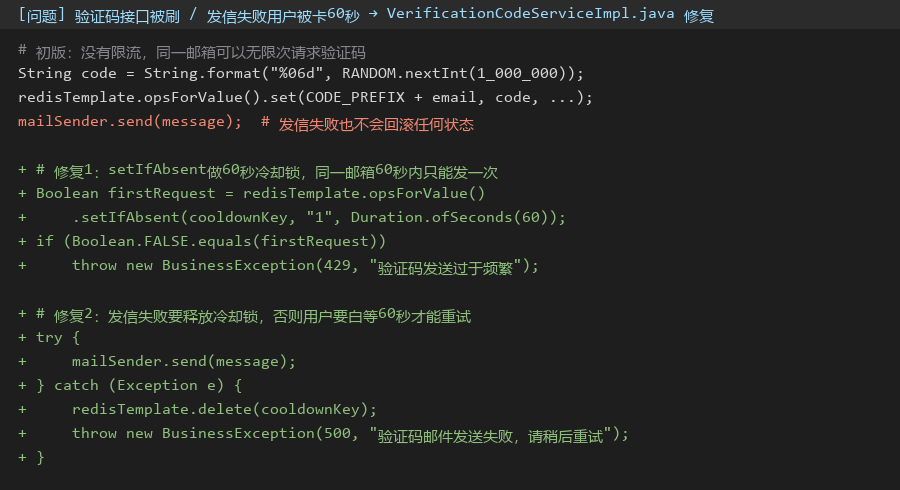 [问题] 验证码接口被刷 / 发信失败用户被卡60秒 → VerificationCodeServiceImpl.java 修复
# 初版: 没有限流, 同一邮箱可以无限次请求验证码
String code = String.format("%06d", RANDOM.nextInt(1_000_000));
redisTemplate.opsForValue().set(CODE_PREFIX + email, code, ...);
mailSender.send(message);  # 发信失败也不会回滚任何状态
+ # 修复1: setIfAbsent做60秒冷却锁, 同一邮箱60秒内只能发一次
+ Boolean firstRequest = redisTemplate.opsForValue()
+     .setIfAbsent(cooldownKey, "1", Duration.ofSeconds(60));
+ if (Boolean.FALSE.equals(firstRequest))
+     throw new BusinessException(429, "验证码发送过于频繁");
+ # 修复2: 发信失败要释放冷却锁, 否则用户要白等60秒才能重试
+ try {
+     mailSender.send(message);
+ } catch (Exception e) {
+     redisTemplate.delete(cooldownKey);
+     throw new BusinessException(500, "验证码邮件发送失败, 请稍后重试");
+ }